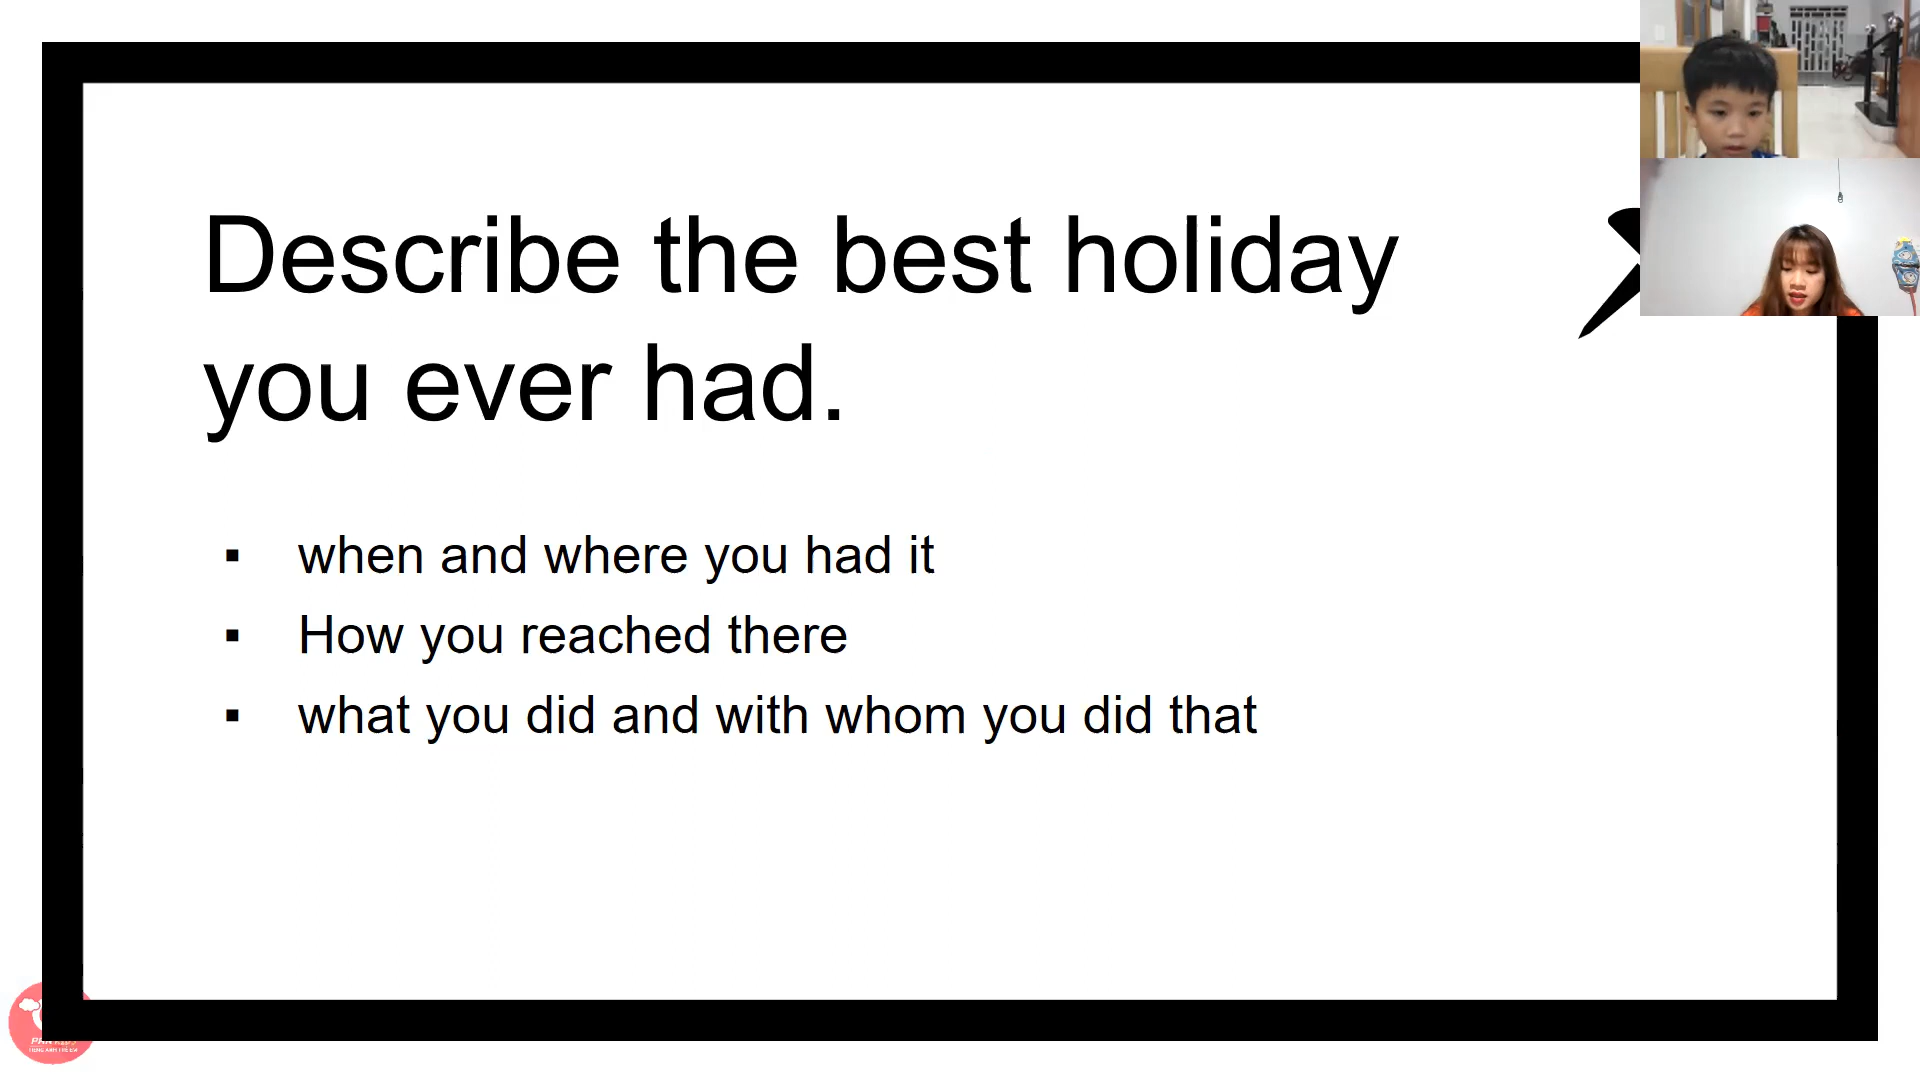 Describe the best holiday
you ever had.
▪ when and where you had it
▪ How you reached there
▪ what you did and with whom you did that